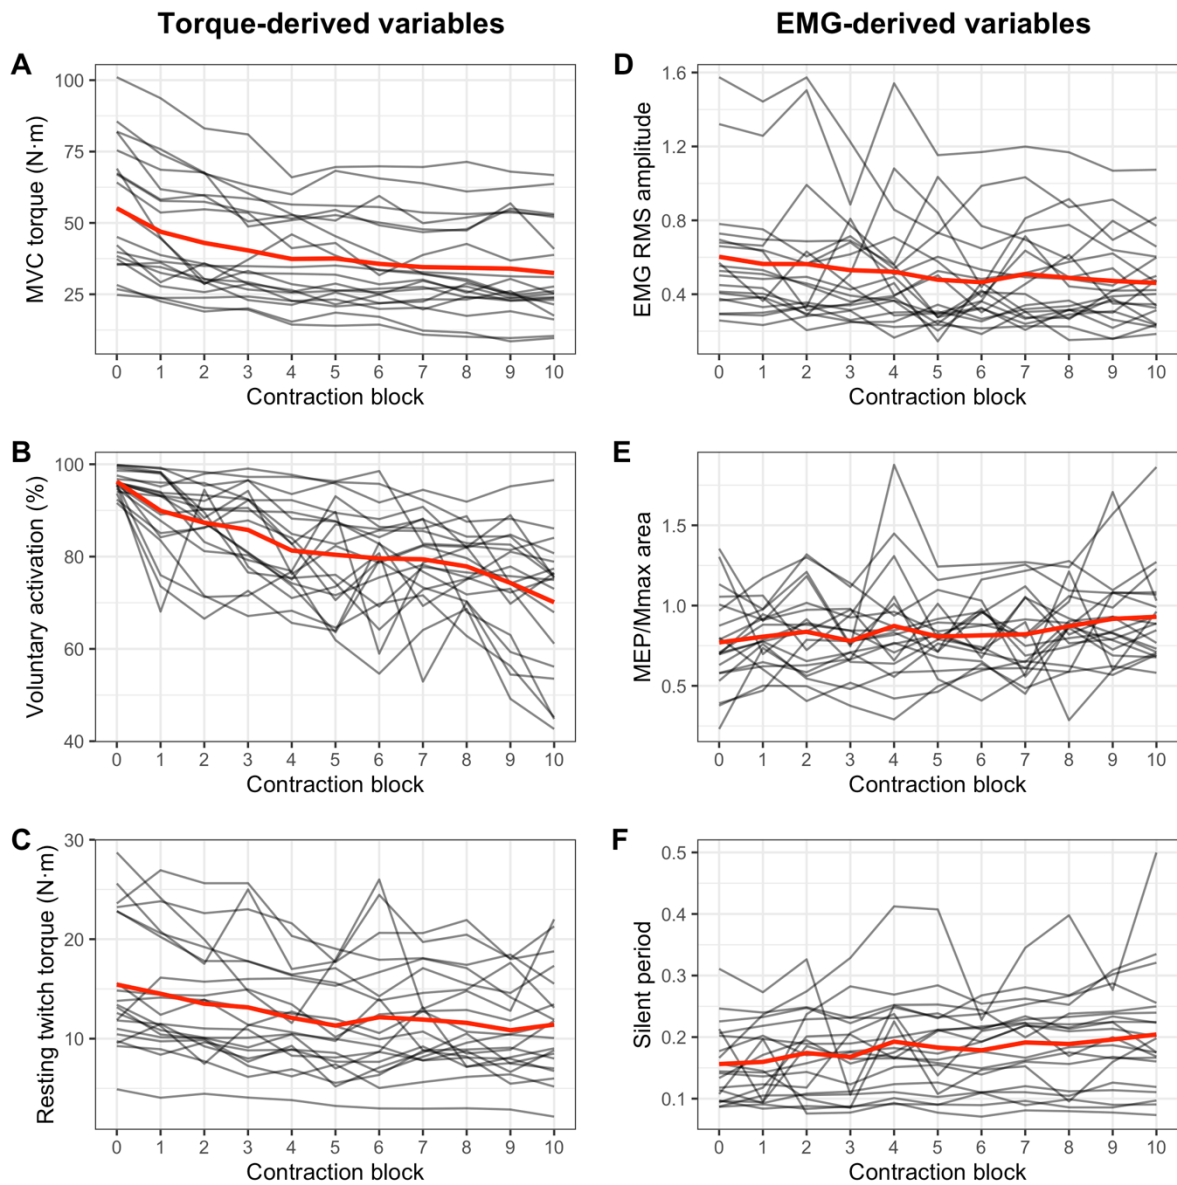 Torque-derived variables
EMG-derived variables
A
MVC torque (N·m)
100
75
50
25
0 1 2 3 4 5 6 7 8 9 10
Contraction block
D
EMG RMS amplitude
1.6
1.2
0.8
0.4
0 1 2 3 4 5 6 7 8 9 10
Contraction block
B
Voluntary activation (%)
100
80
60
40
0 1 2 3 4 5 6 7 8 9 10
Contraction block
E
MEP/Mmax area
1.5
1.0
0.5
0 1 2 3 4 5 6 7 8 9 10
Contraction block
C
Resting twitch torque (N·m)
30
20
10
0 1 2 3 4 5 6 7 8 9 10
Contraction block
F
Silent period
0.5
0.4
0.3
0.2
0.1
0 1 2 3 4 5 6 7 8 9 10
Contraction block